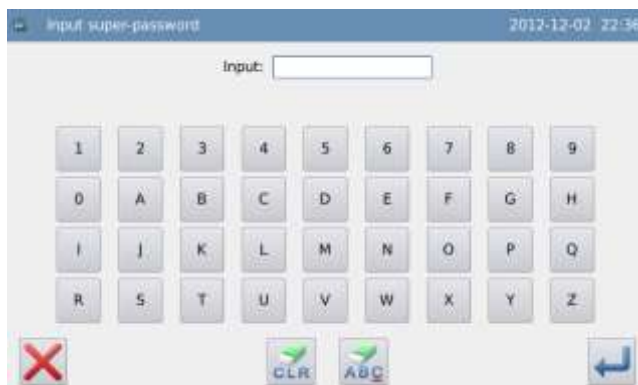 Input super-password 2012-12-02 22:36
Input:
1 2 3 4 5 6 7 8 9
0 A B C D E F G H
I J K L M N O P Q
R S T U V W X Y Z
CLR ABC